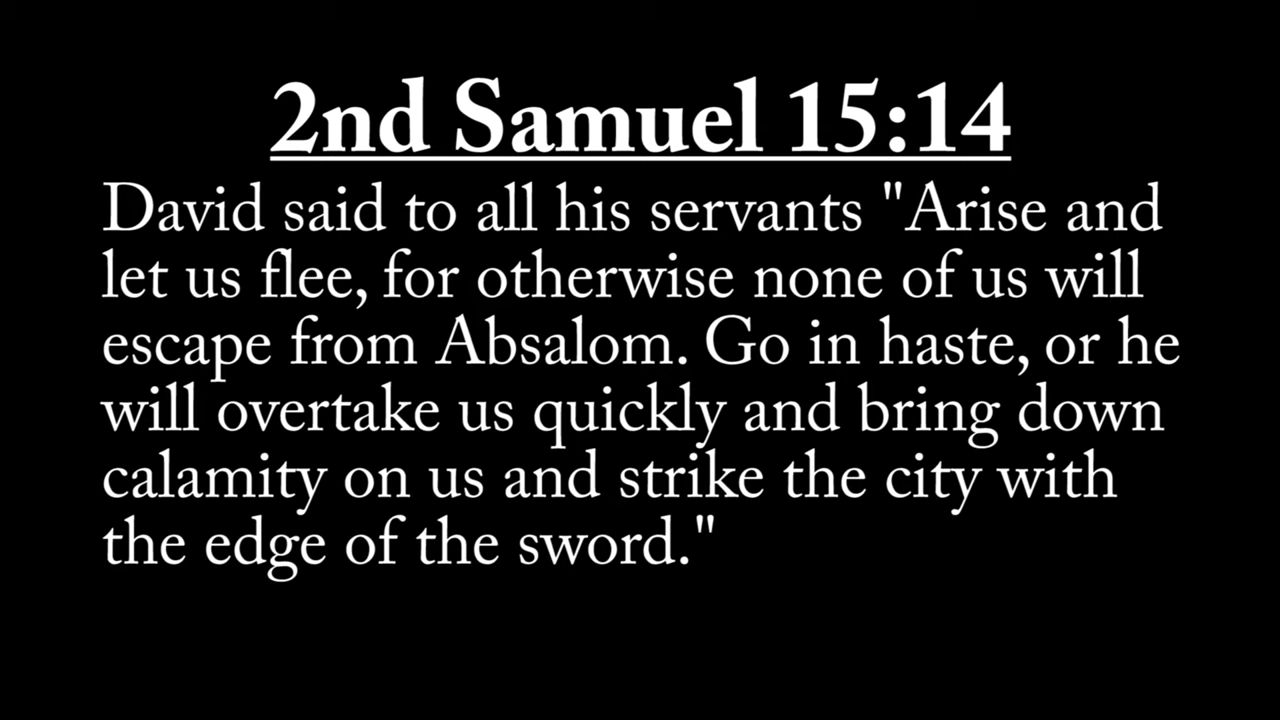 2nd Samuel 15:14
David said to all his servants "Arise and
let us flee, for otherwise none of us will
escape from Absalom. Go in haste, or he
will overtake us quickly and bring down
calamity on us and strike the city with
the edge of the sword."